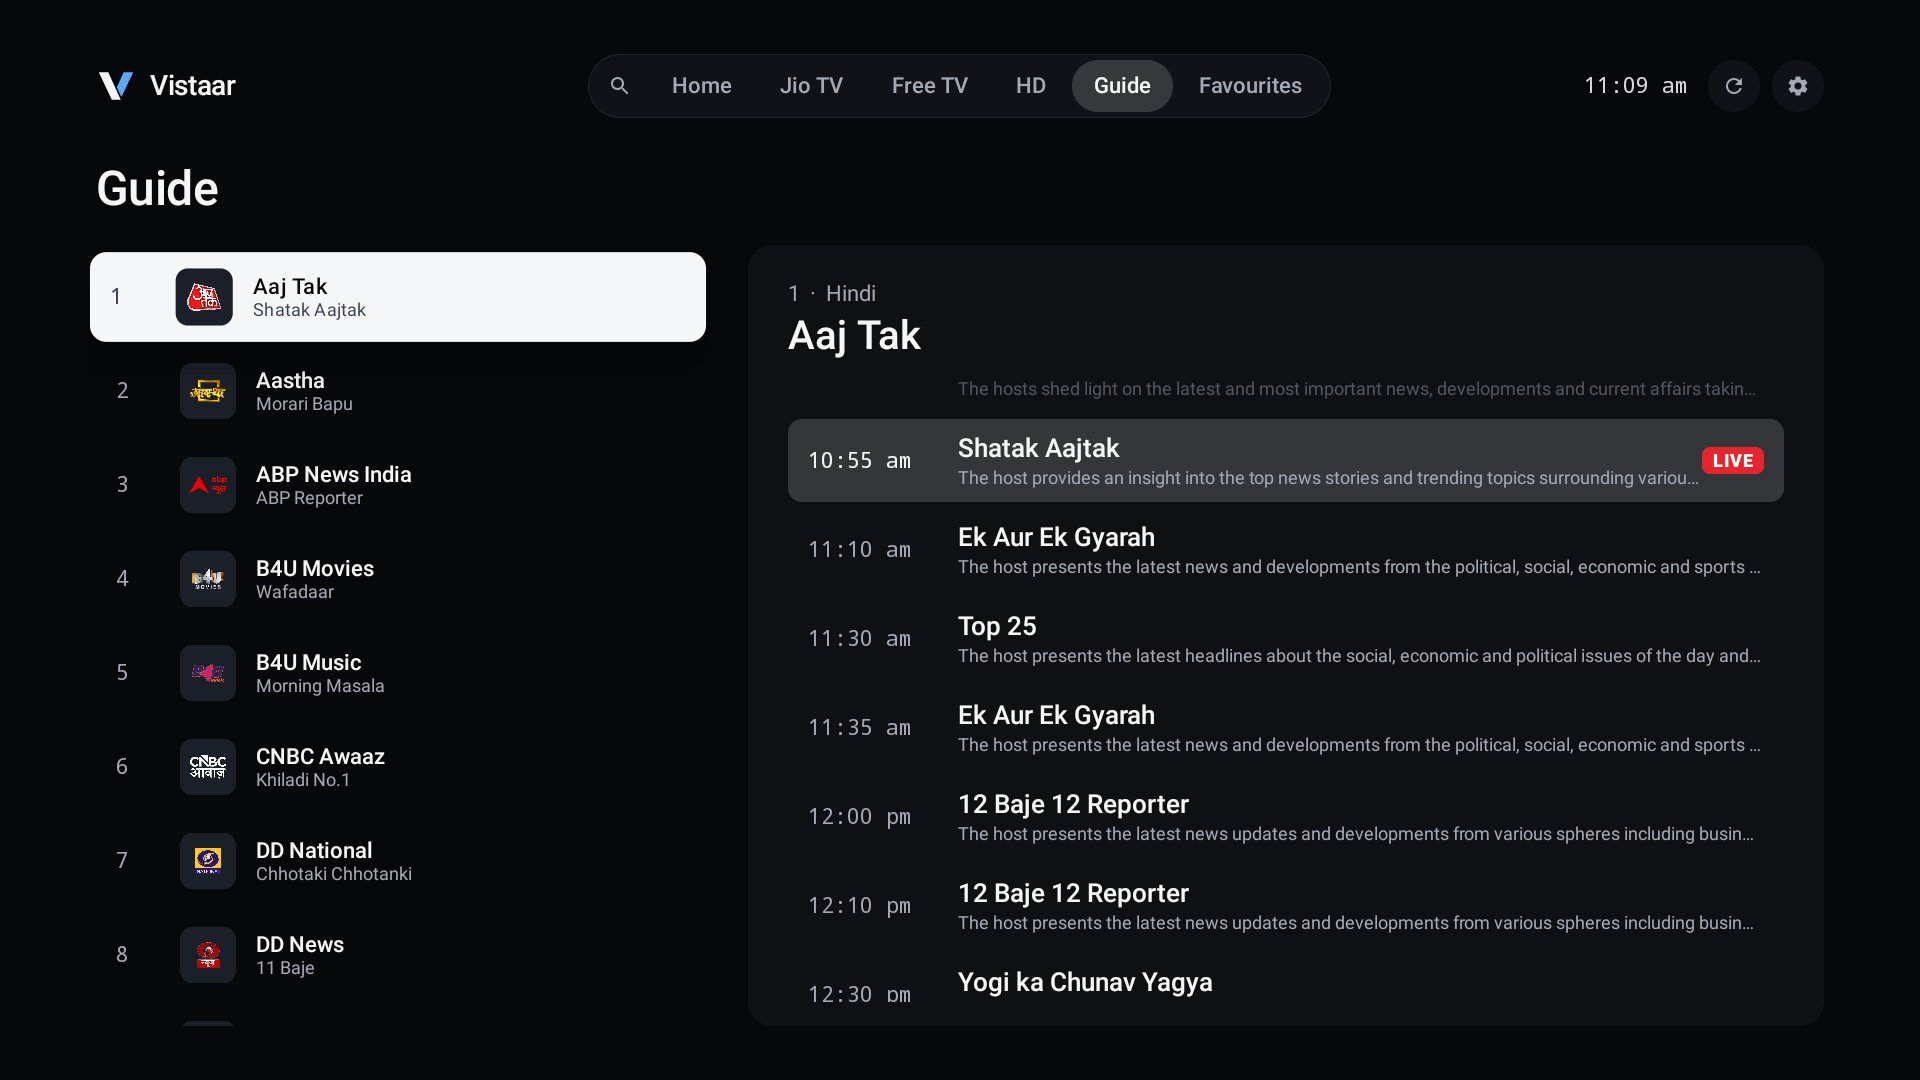 Vistaar
Home
Jio TV
Free TV
HD
Guide
Favourites
11:09 am
Guide
1
Aaj Tak
Shatak Aajtak
2
Aastha
Morari Bapu
3
ABP News India
ABP Reporter
4
B4U Movies
Wafadaar
5
B4U Music
Morning Masala
6
CNBC
आवाज़
CNBC Awaaz
Khiladi No.1
7
DD National
Chhotaki Chhotanki
8
DD News
11 Baje
1 · Hindi
Aaj Tak
The hosts shed light on the latest and most important news, developments and current affairs takin...
10:55 am
Shatak Aajtak
The host provides an insight into the top news stories and trending topics surrounding variou...
LIVE
11:10 am
Ek Aur Ek Gyarah
The host presents the latest news and developments from the political, social, economic and sports ...
11:30 am
Top 25
The host presents the latest headlines about the social, economic and political issues of the day and...
11:35 am
Ek Aur Ek Gyarah
The host presents the latest news and developments from the political, social, economic and sports ...
12:00 pm
12 Baje 12 Reporter
The host presents the latest news updates and developments from various spheres including busin...
12:10 pm
12 Baje 12 Reporter
The host presents the latest news updates and developments from various spheres including busin...
12:30 pm
Yogi ka Chunav Yagya